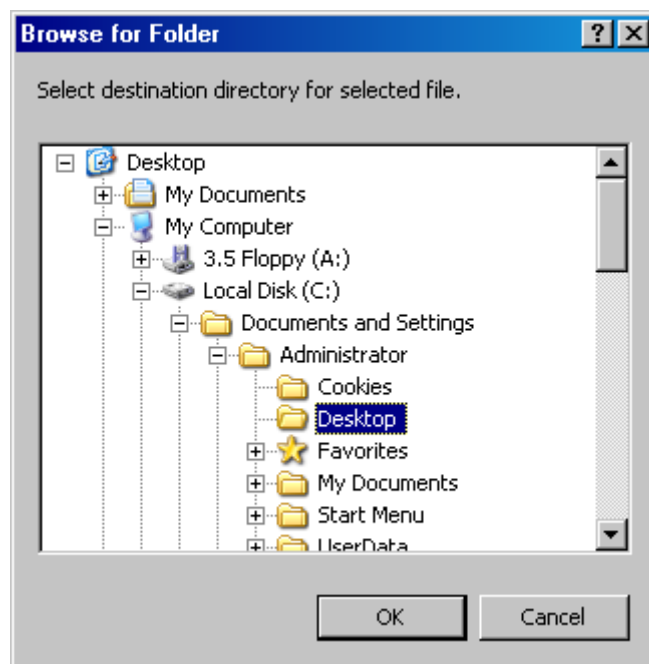 Browse for Folder
Select destination directory for selected file.
Desktop
My Documents
My Computer
3.5 Floppy (A:)
Local Disk (C:)
Documents and Settings
Administrator
Cookies
Desktop
Favorites
My Documents
Start Menu
UserData
OK Cancel